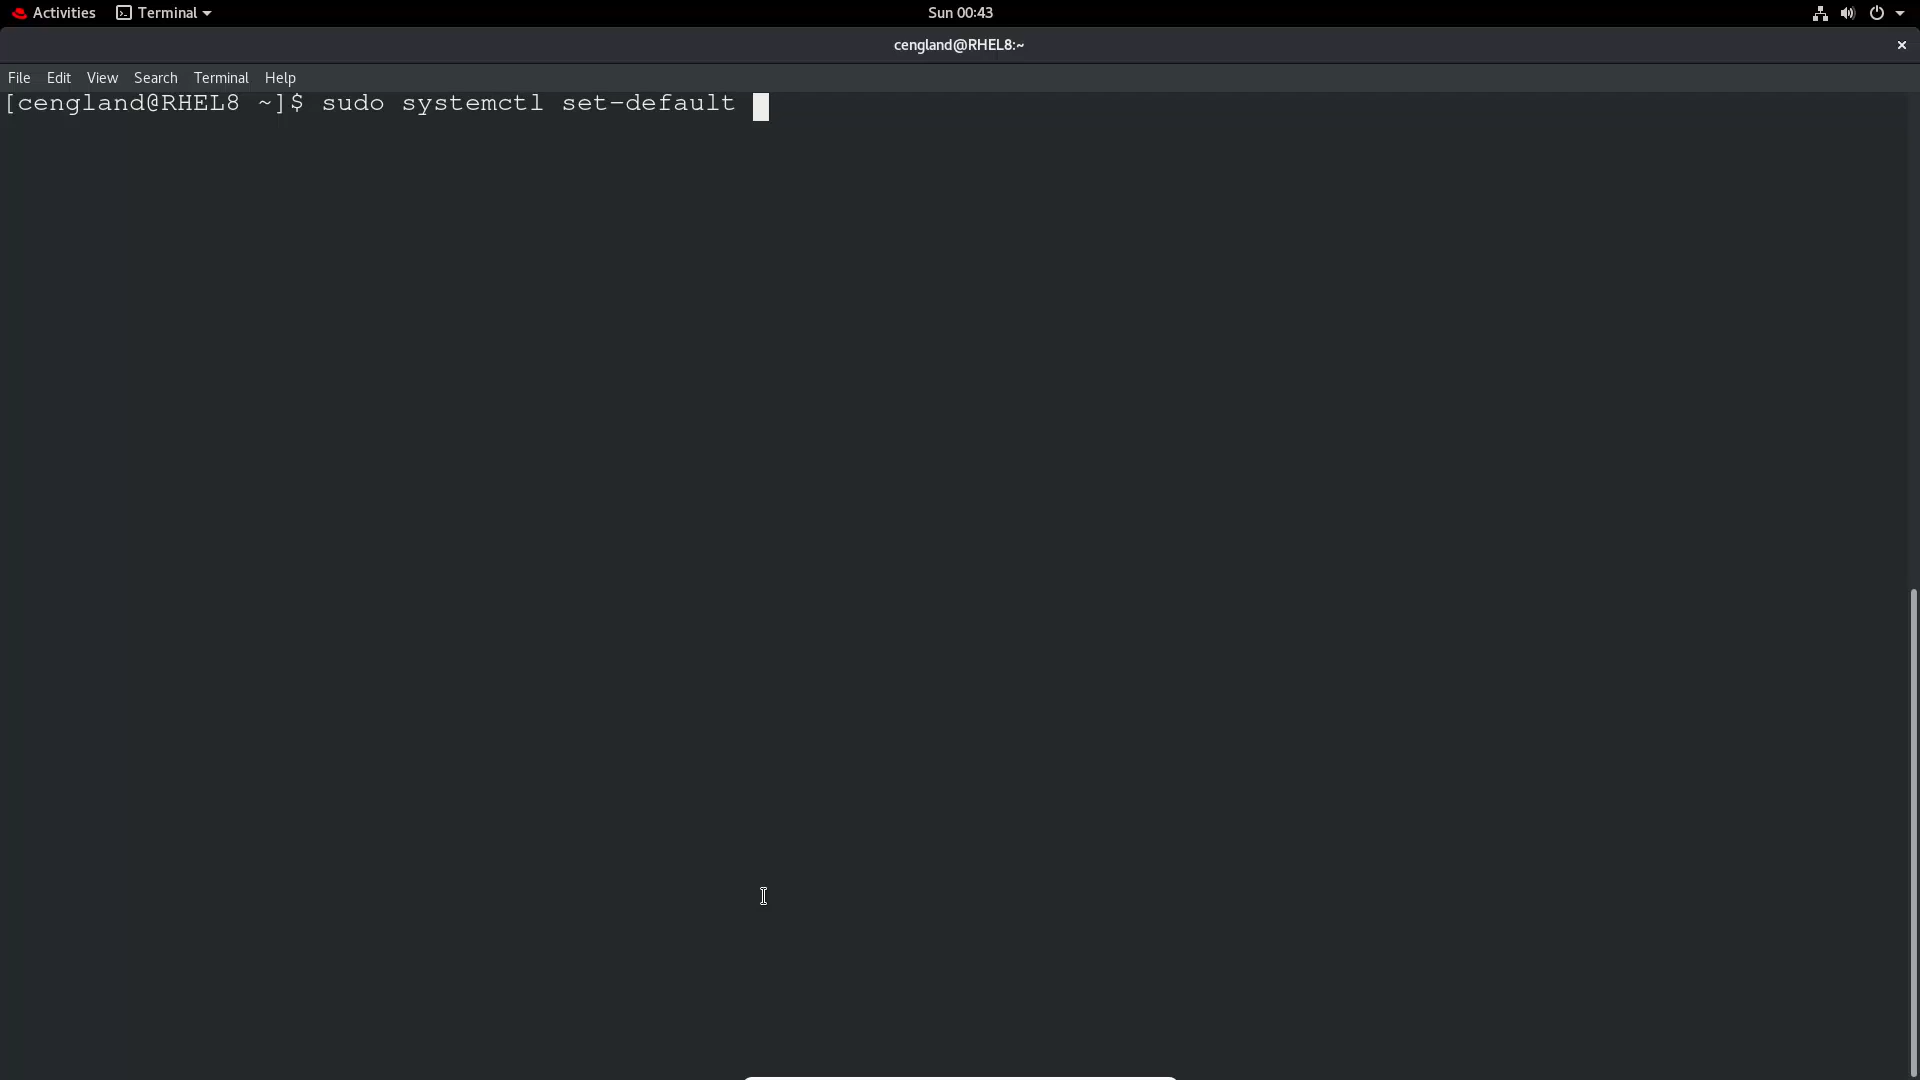 Activities Terminal Sun 00:43
cengland@RHEL8:~
File Edit View Search Terminal Help
[cengland@RHEL8 ~]$ sudo systemctl set-default